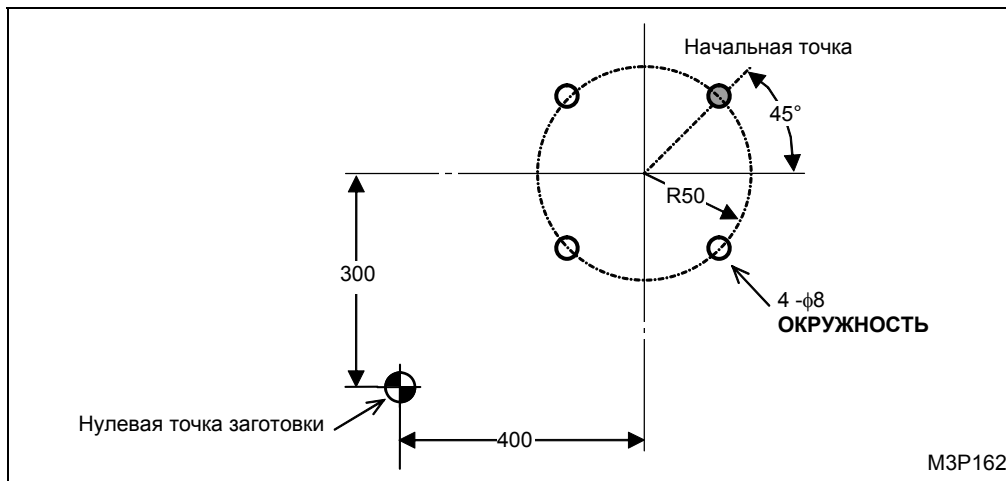 Начальная точка
45°
R50
300
4 -ϕ8
ОКРУЖНОСТЬ
Нулевая точка заготовки
400
M3P162